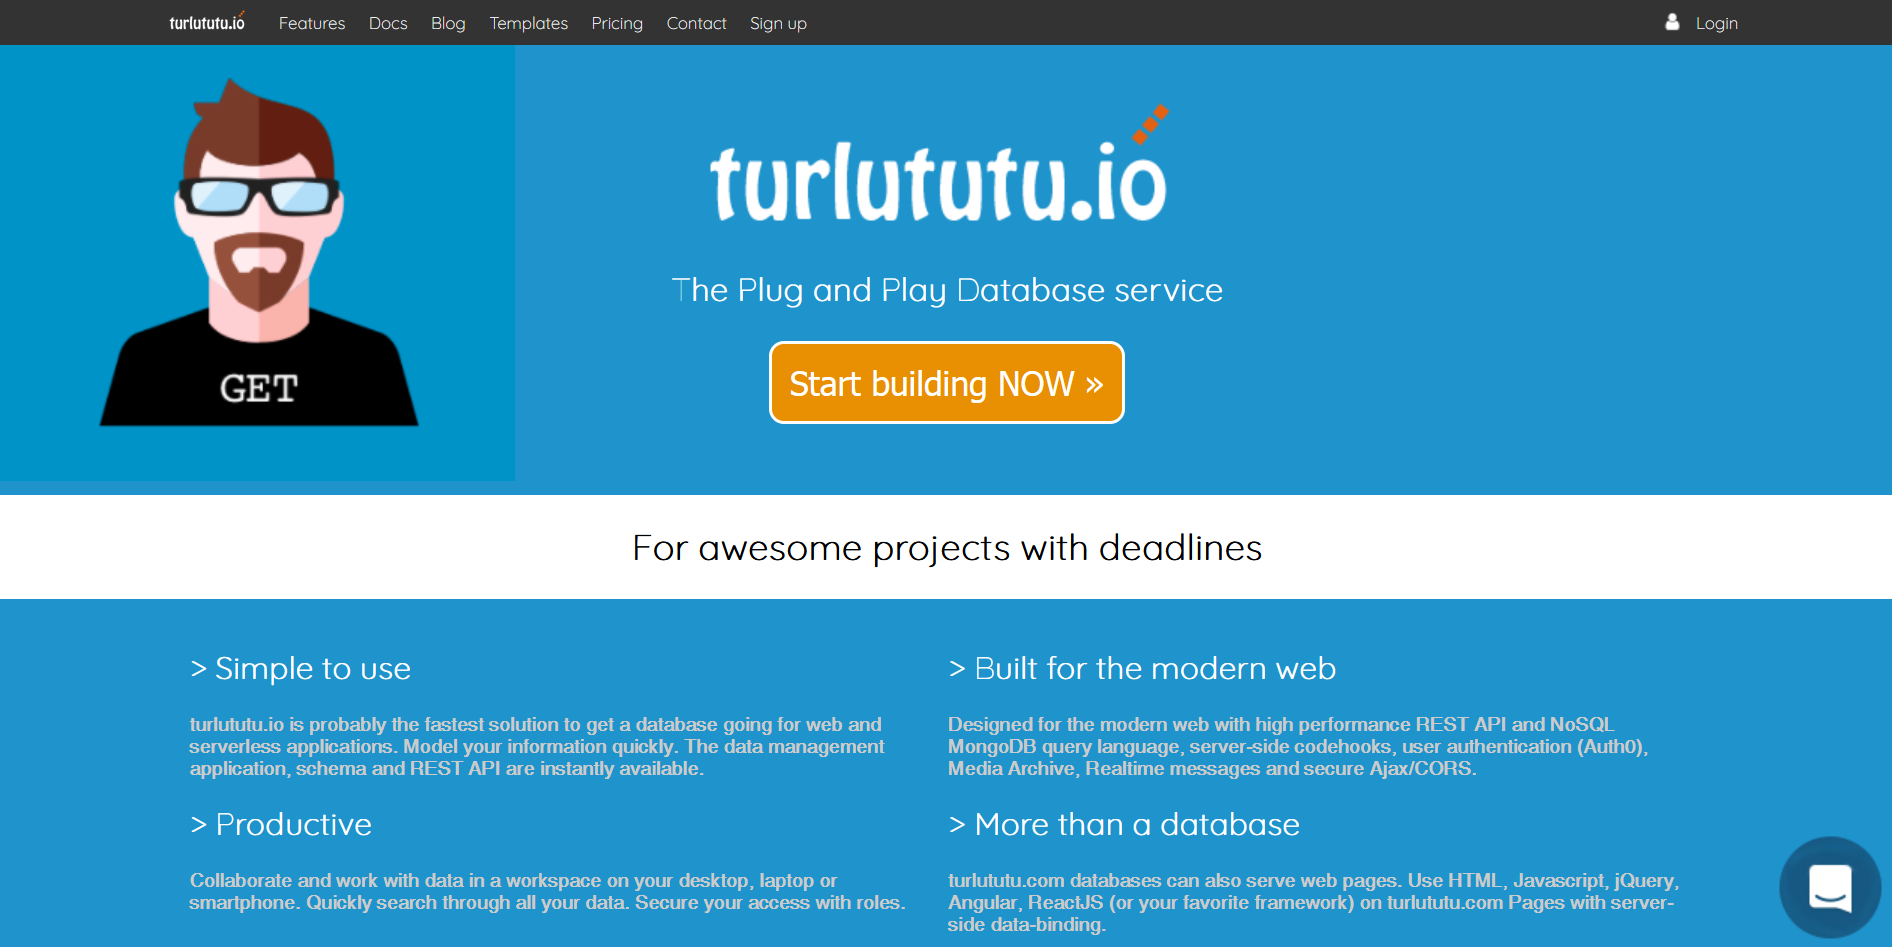 turlututu.io Features Docs Blog Templates Pricing Contact Sign up Login
turlututu.io
The Plug and Play Database service
GET
Start building NOW »
For awesome projects with deadlines
> Simple to use
turlututu.io is probably the fastest solution to get a database going for web and
serverless applications. Model your information quickly. The data management
application, schema and REST API are instantly available.
> Built for the modern web
Designed for the modern web with high performance REST API and NoSQL
MongoDB query language, server-side codehooks, user authentication (Auth0),
Media Archive, Realtime messages and secure Ajax/CORS.
> Productive
Collaborate and work with data in a workspace on your desktop, laptop or
smartphone. Quickly search through all your data. Secure your access with roles.
> More than a database
turlututu.com databases can also serve web pages. Use HTML, Javascript, jQuery,
Angular, ReactJS (or your favorite framework) on turlututu.com Pages with server-
side data-binding.